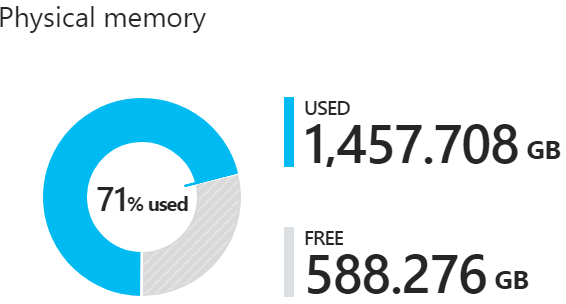 Physical memory
71% used
USED
1,457.708 GB
FREE
588.276 GB